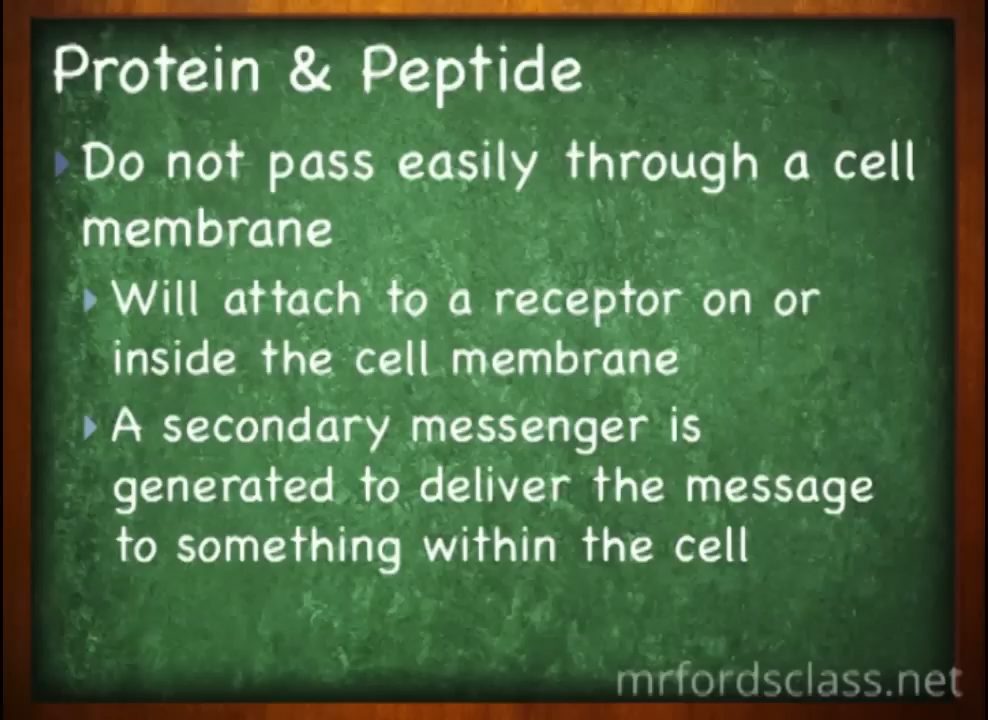 Protein & Peptide
Do not pass easily through a cell
membrane
Will attach to a receptor on or
inside the cell membrane
A secondary messenger is
generated to deliver the message
to something within the cell
mrfordsclass.net